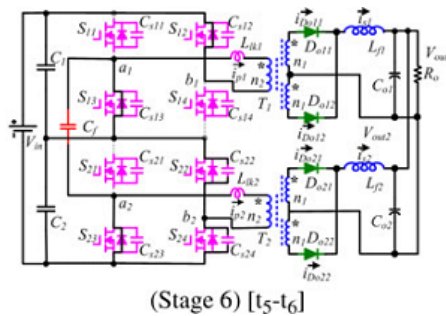 S11 Cs11 S12 Cs12 iDo11 is1
C1 Llk1 n1 Do11 Lf1 Vout
a1 ip1 n2
b1 T1 n1 Do12 Co1 Ro
S13 Cs13 S14 Cs14 iDo12
Vin Cf iDo21 Vout2
S21 Cs21 S22 Cs22 is2
Llk2 n1 Do21 Lf2
C2 a2 ip2 n2
b2 T2 n1 Do22 Co2
S23 Cs23 S24 Cs24 iDo22
(Stage 6) [t5-t6]